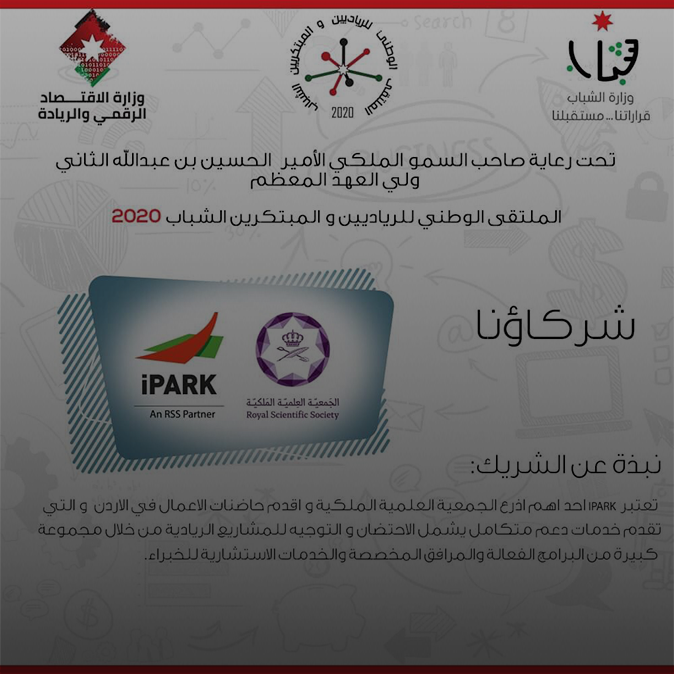 وزارة الاقتصاد
الرقمي والريادة
الملتقى الوطني للرياديين و المبتكرين الشباب
2020
وزارة الشباب
قراراتنا... مستقبلنا
تحت رعاية صاحب السمو الملكي الأمير الحسين بن عبدالله الثاني
ولي العهد المعظم
الملتقى الوطني للرياديين و المبتكرين الشباب 2020
شركاؤنا
iPARK
An RSS Partner
الجمعية العلمية الملكية
Royal Scientific Society
نبذة عن الشريك:
تعتبر IPARK احد اهم اذرع الجمعية العلمية الملكية و اقدم حاضنات الاعمال في الاردن و التي
تقدم خدمات دعم متكامل يشمل الاحتضان و التوجيه للمشاريع الريادية من خلال مجموعة
كبيرة من البرامج الفعالة والمرافق المخصصة والخدمات الاستشارية للخبراء.
search
BUSINESS
10%